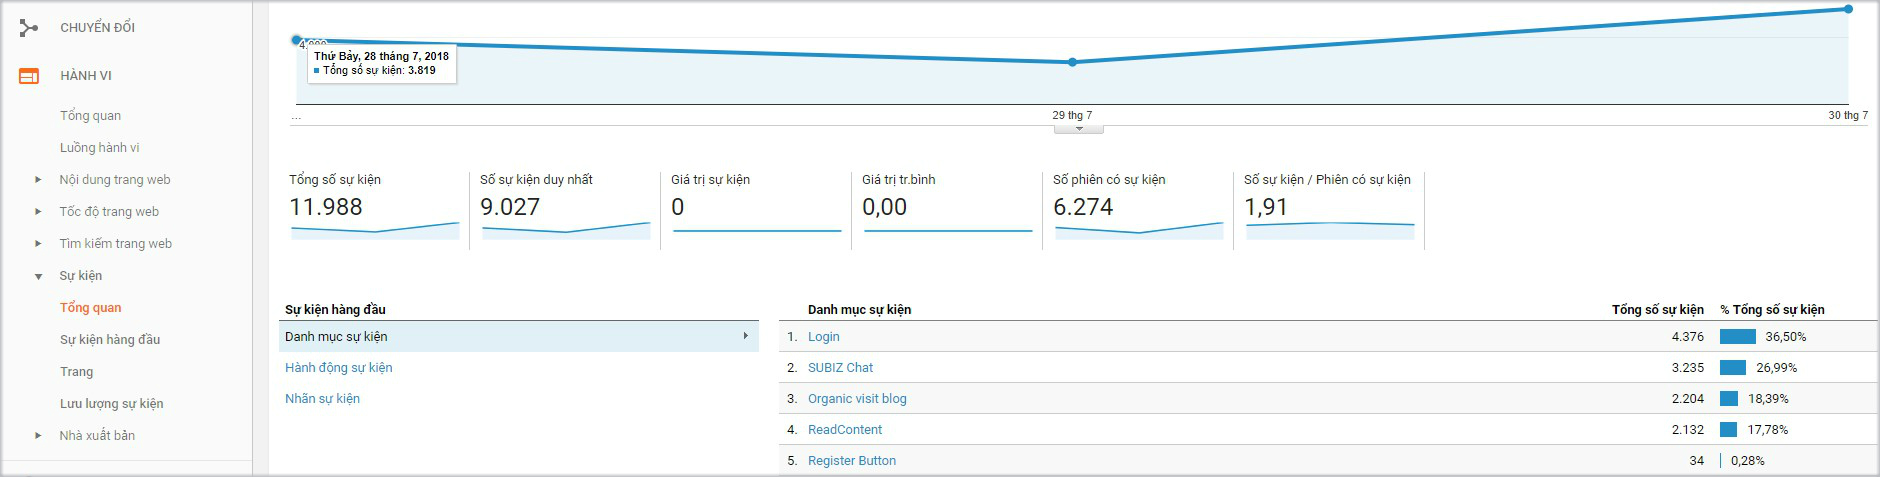 CHUYỂN ĐỔI
HÀNH VI
Tổng quan
Luồng hành vi
Nội dung trang web
Tốc độ trang web
Tìm kiếm trang web
Sự kiện
Tổng quan
Sự kiện hàng đầu
Trang
Lưu lượng sự kiện
Nhà xuất bản
Thứ Bảy, 28 tháng 7, 2018
Tổng số sự kiện: 3.819
...
29 thg 7
30 thg 7
Tổng số sự kiện
11.988
Số sự kiện duy nhất
9.027
Giá trị sự kiện
0
Giá trị tr.bình
0,00
Số phiên có sự kiện
6.274
Số sự kiện / Phiên có sự kiện
1,91
Sự kiện hàng đầu
Danh mục sự kiện
Hành động sự kiện
Nhãn sự kiện
Danh mục sự kiện Tổng số sự kiện % Tổng số sự kiện
1. Login 4.376 36,50%
2. SUBIZ Chat 3.235 26,99%
3. Organic visit blog 2.204 18,39%
4. ReadContent 2.132 17,78%
5. Register Button 34 0,28%